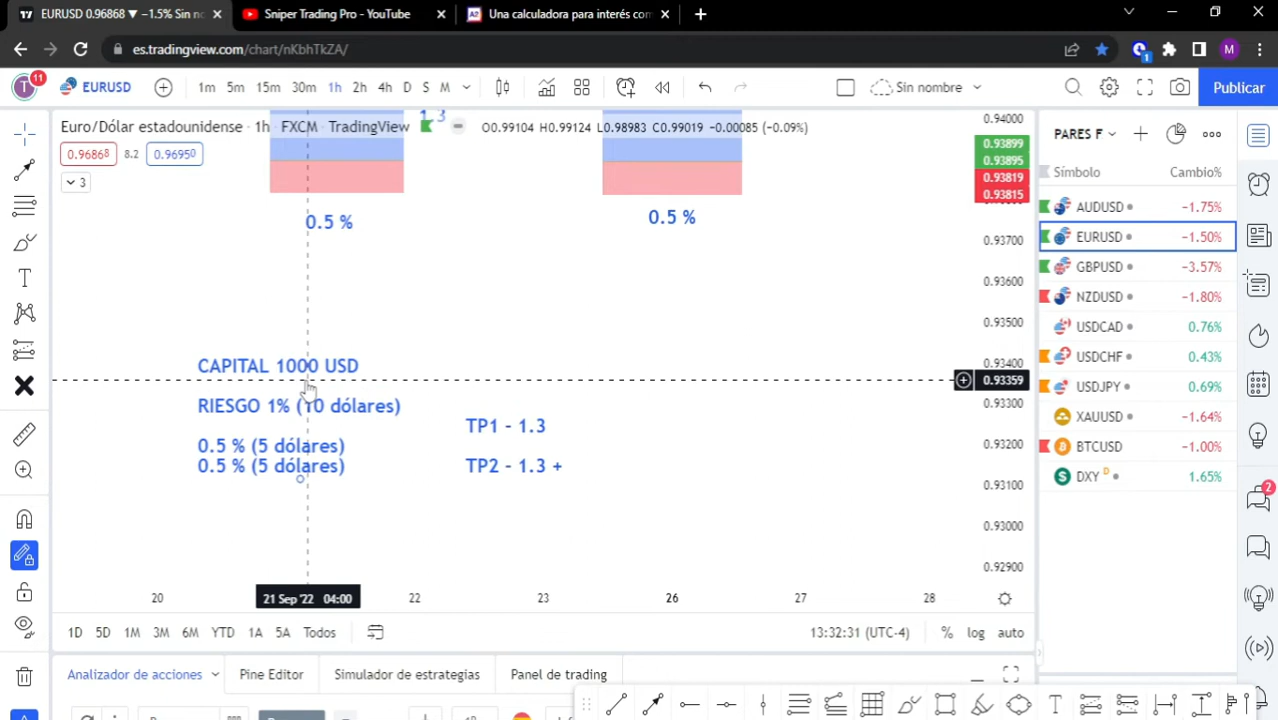 EURUSD 0.96868 ▼ −1.5% Sin no
Sniper Trading Pro - YouTube
Una calculadora para interés com
es.tradingview.com/chart/nKbhTkZA/
11
EURUSD
1m 5m 15m 30m 1h 2h 4h D S M
Sin nombre
Publicar
Euro/Dólar estadounidense · 1h · FXCM · TradingView
O0.99104 H0.99124 L0.98983 C0.99019 −0.00085 (−0.09%)
0.96868 8.2 0.96950
3
1.3
0.5 %
0.5 %
CAPITAL 1000 USD
RIESGO 1% (10 dólares)
0.5 % (5 dólares)
0.5 % (5 dólares)
TP1 - 1.3
TP2 - 1.3 +
0.94000
0.93899
0.93895
0.93819
0.93815
0.93700
0.93600
0.93500
0.93400
0.93359
0.93300
0.93200
0.93100
0.93000
0.92900
20 21 Sep '22 04:00 22 23 26 27 28
1D 5D 1M 3M 6M YTD 1A 5A Todos
13:32:31 (UTC-4) % log auto
Analizador de acciones Pine Editor Simulador de estrategias Panel de trading
PARES F
Símbolo Cambio%
AUDUSD −1.75%
EURUSD −1.50%
GBPUSD −3.57%
NZDUSD −1.80%
USDCAD 0.76%
USDCHF 0.43%
USDJPY 0.69%
XAUUSD −1.64%
BTCUSD −1.00%
DXY D 1.65%
2